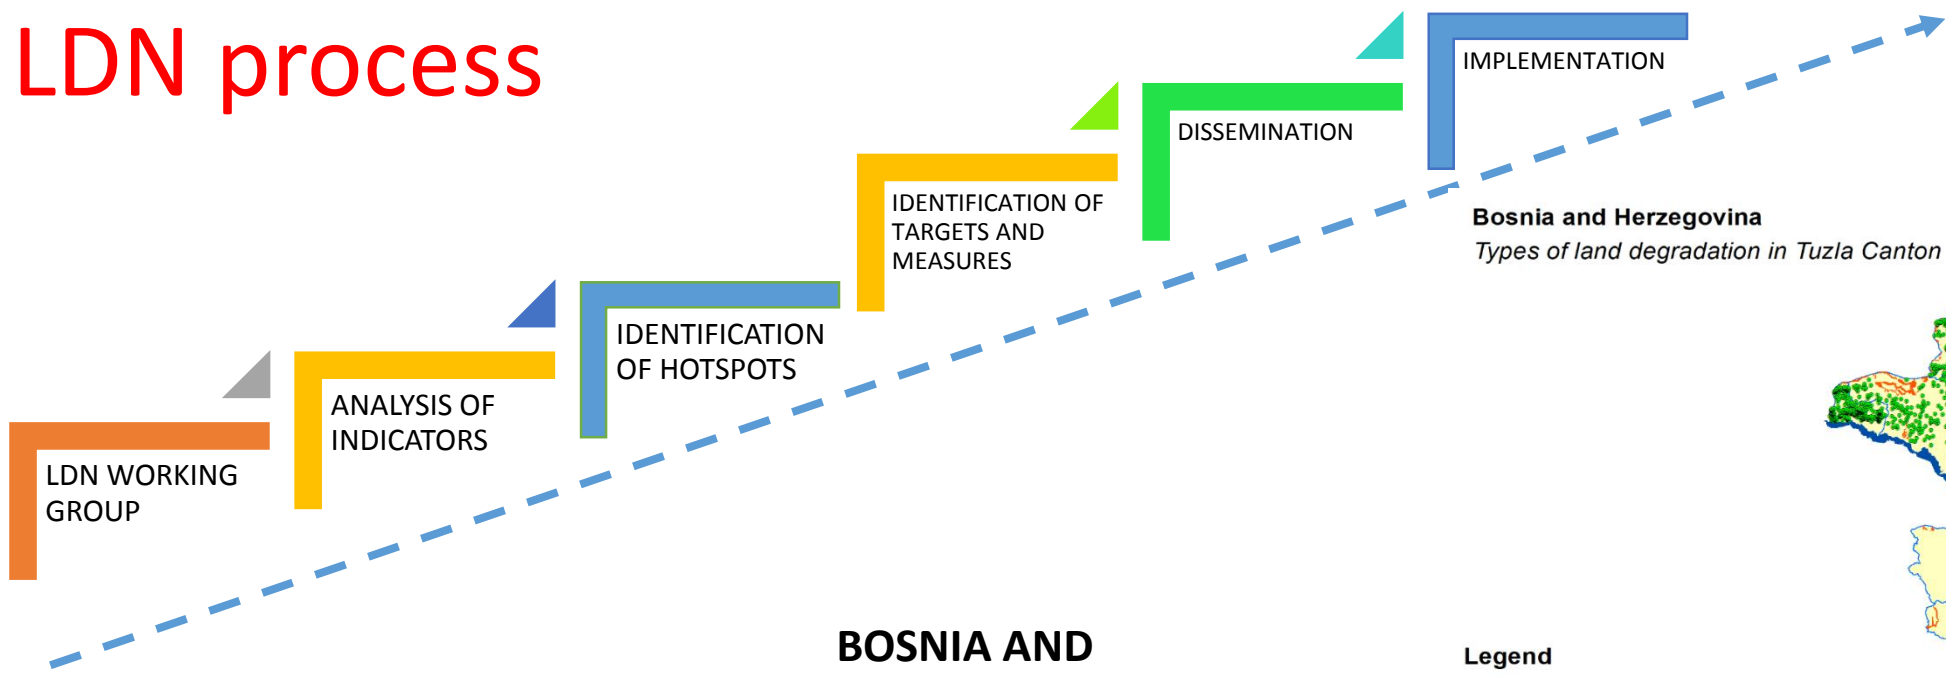 LDN process
LDN WORKING
GROUP
ANALYSIS OF
INDICATORS
IDENTIFICATION
OF HOTSPOTS
IDENTIFICATION OF
TARGETS AND
MEASURES
DISSEMINATION
IMPLEMENTATION
Bosnia and Herzegovina
Types of land degradation in Tuzla Canton
BOSNIA AND
Legend